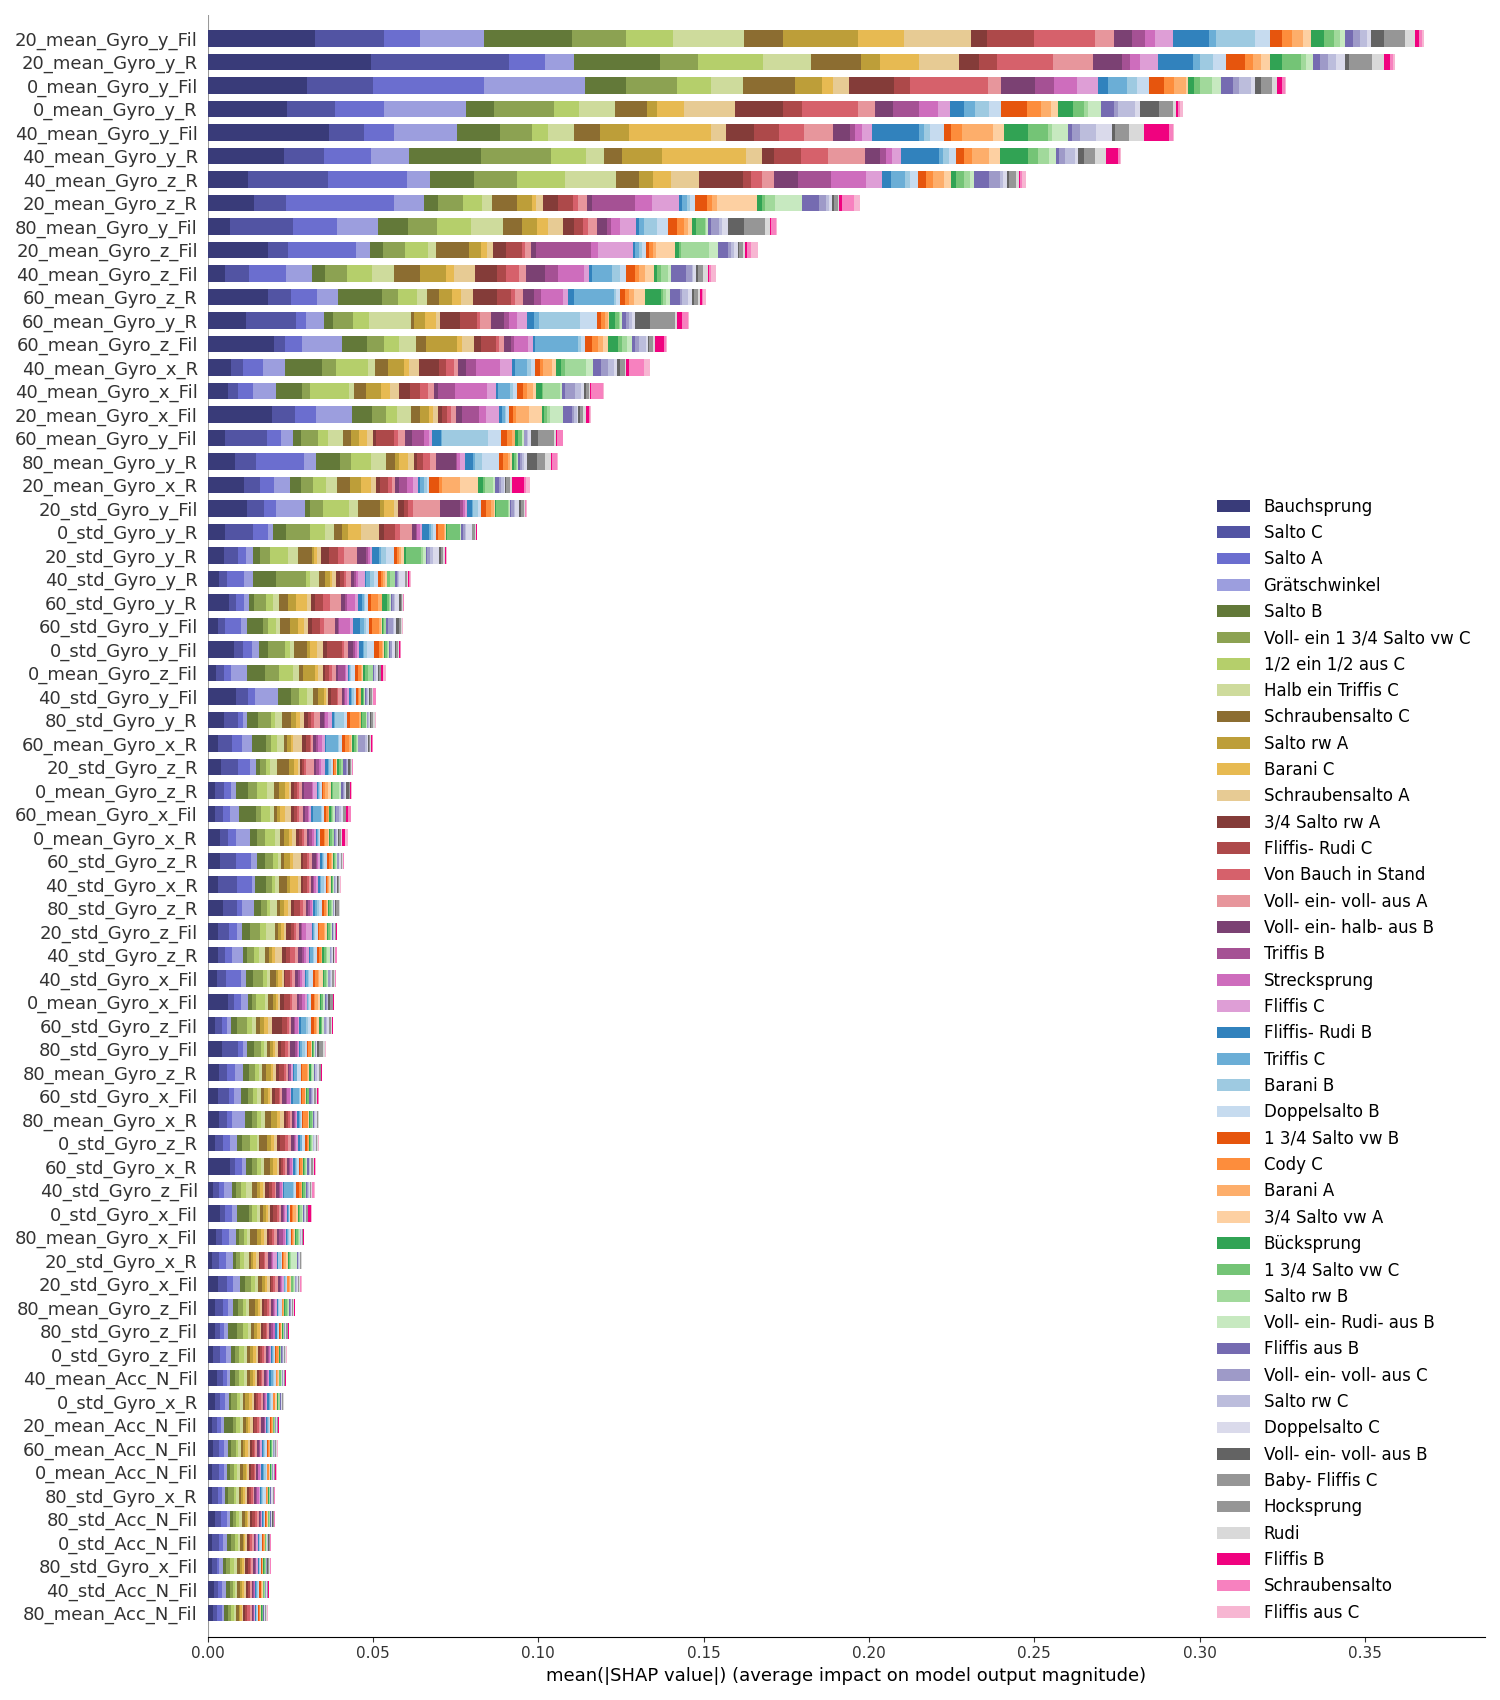 20_mean_Gyro_y_Fil
20_mean_Gyro_y_R
0_mean_Gyro_y_Fil
0_mean_Gyro_y_R
40_mean_Gyro_y_Fil
40_mean_Gyro_y_R
40_mean_Gyro_z_R
20_mean_Gyro_z_R
80_mean_Gyro_y_Fil
20_mean_Gyro_z_Fil
40_mean_Gyro_z_Fil
60_mean_Gyro_z_R
60_mean_Gyro_y_R
60_mean_Gyro_z_Fil
40_mean_Gyro_x_R
40_mean_Gyro_x_Fil
20_mean_Gyro_x_Fil
60_mean_Gyro_y_Fil
80_mean_Gyro_y_R
20_mean_Gyro_x_R
20_std_Gyro_y_Fil
0_std_Gyro_y_R
20_std_Gyro_y_R
40_std_Gyro_y_R
60_std_Gyro_y_R
60_std_Gyro_y_Fil
0_std_Gyro_y_Fil
0_mean_Gyro_z_Fil
40_std_Gyro_y_Fil
80_std_Gyro_y_R
60_mean_Gyro_x_R
20_std_Gyro_z_R
0_mean_Gyro_z_R
60_mean_Gyro_x_Fil
0_mean_Gyro_x_R
60_std_Gyro_z_R
40_std_Gyro_x_R
80_std_Gyro_z_R
20_std_Gyro_z_Fil
40_std_Gyro_z_R
40_std_Gyro_x_Fil
0_mean_Gyro_x_Fil
60_std_Gyro_z_Fil
80_std_Gyro_y_Fil
80_mean_Gyro_z_R
60_std_Gyro_x_Fil
80_mean_Gyro_x_R
0_std_Gyro_z_R
60_std_Gyro_x_R
40_std_Gyro_z_Fil
0_std_Gyro_x_Fil
80_mean_Gyro_x_Fil
20_std_Gyro_x_R
20_std_Gyro_x_Fil
80_mean_Gyro_z_Fil
80_std_Gyro_z_Fil
0_std_Gyro_z_Fil
40_mean_Acc_N_Fil
0_std_Gyro_x_R
20_mean_Acc_N_Fil
60_mean_Acc_N_Fil
0_mean_Acc_N_Fil
80_std_Gyro_x_R
80_std_Acc_N_Fil
0_std_Acc_N_Fil
80_std_Gyro_x_Fil
40_std_Acc_N_Fil
80_mean_Acc_N_Fil
Bauchsprung
Salto C
Salto A
Grätschwinkel
Salto B
Voll- ein 1 3/4 Salto vw C
1/2 ein 1/2 aus C
Halb ein Triffis C
Schraubensalto C
Salto rw A
Barani C
Schraubensalto A
3/4 Salto rw A
Fliffis- Rudi C
Von Bauch in Stand
Voll- ein- voll- aus A
Voll- ein- halb- aus B
Triffis B
Strecksprung
Fliffis C
Fliffis- Rudi B
Triffis C
Barani B
Doppelsalto B
1 3/4 Salto vw B
Cody C
Barani A
3/4 Salto vw A
Bücksprung
1 3/4 Salto vw C
Salto rw B
Voll- ein- Rudi- aus B
Fliffis aus B
Voll- ein- voll- aus C
Salto rw C
Doppelsalto C
Voll- ein- voll- aus B
Baby- Fliffis C
Hocksprung
Rudi
Fliffis B
Schraubensalto
Fliffis aus C
0.00 0.05 0.10 0.15 0.20 0.25 0.30 0.35
mean(|SHAP value|) (average impact on model output magnitude)